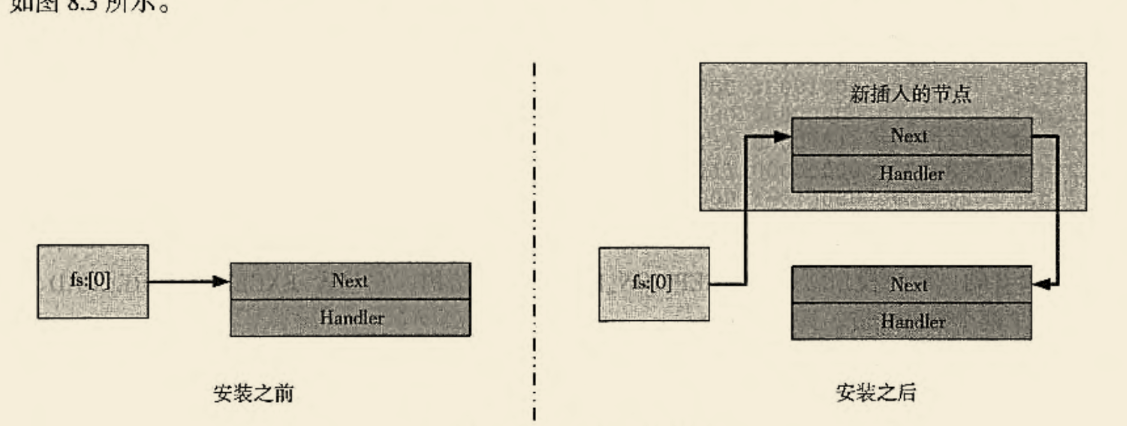 如图 8.3 所示。
新插入的节点
Next
Handler
fs:[0]
Next
Handler
fs:[0]
Next
Handler
安装之前
安装之后